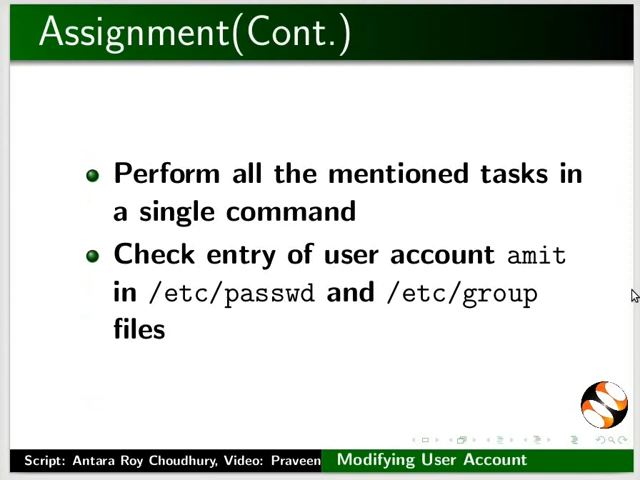 Assignment(Cont.)
Perform all the mentioned tasks in
a single command
Check entry of user account amit
in /etc/passwd and /etc/group
files
Script: Antara Roy Choudhury, Video: Praveen
Modifying User Account